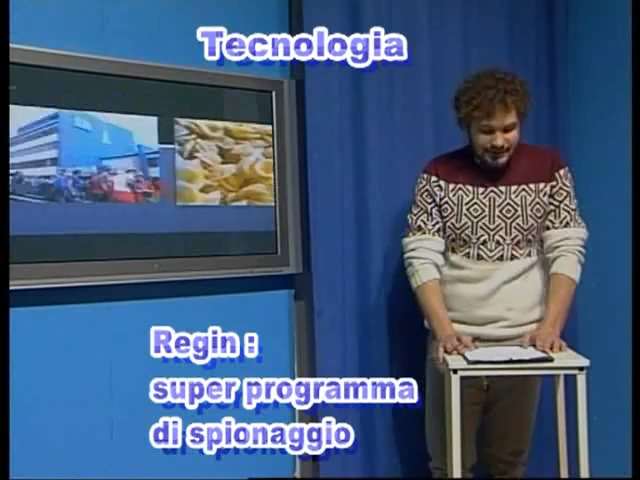 Tecnologia
Regin :
super programma
di spionaggio